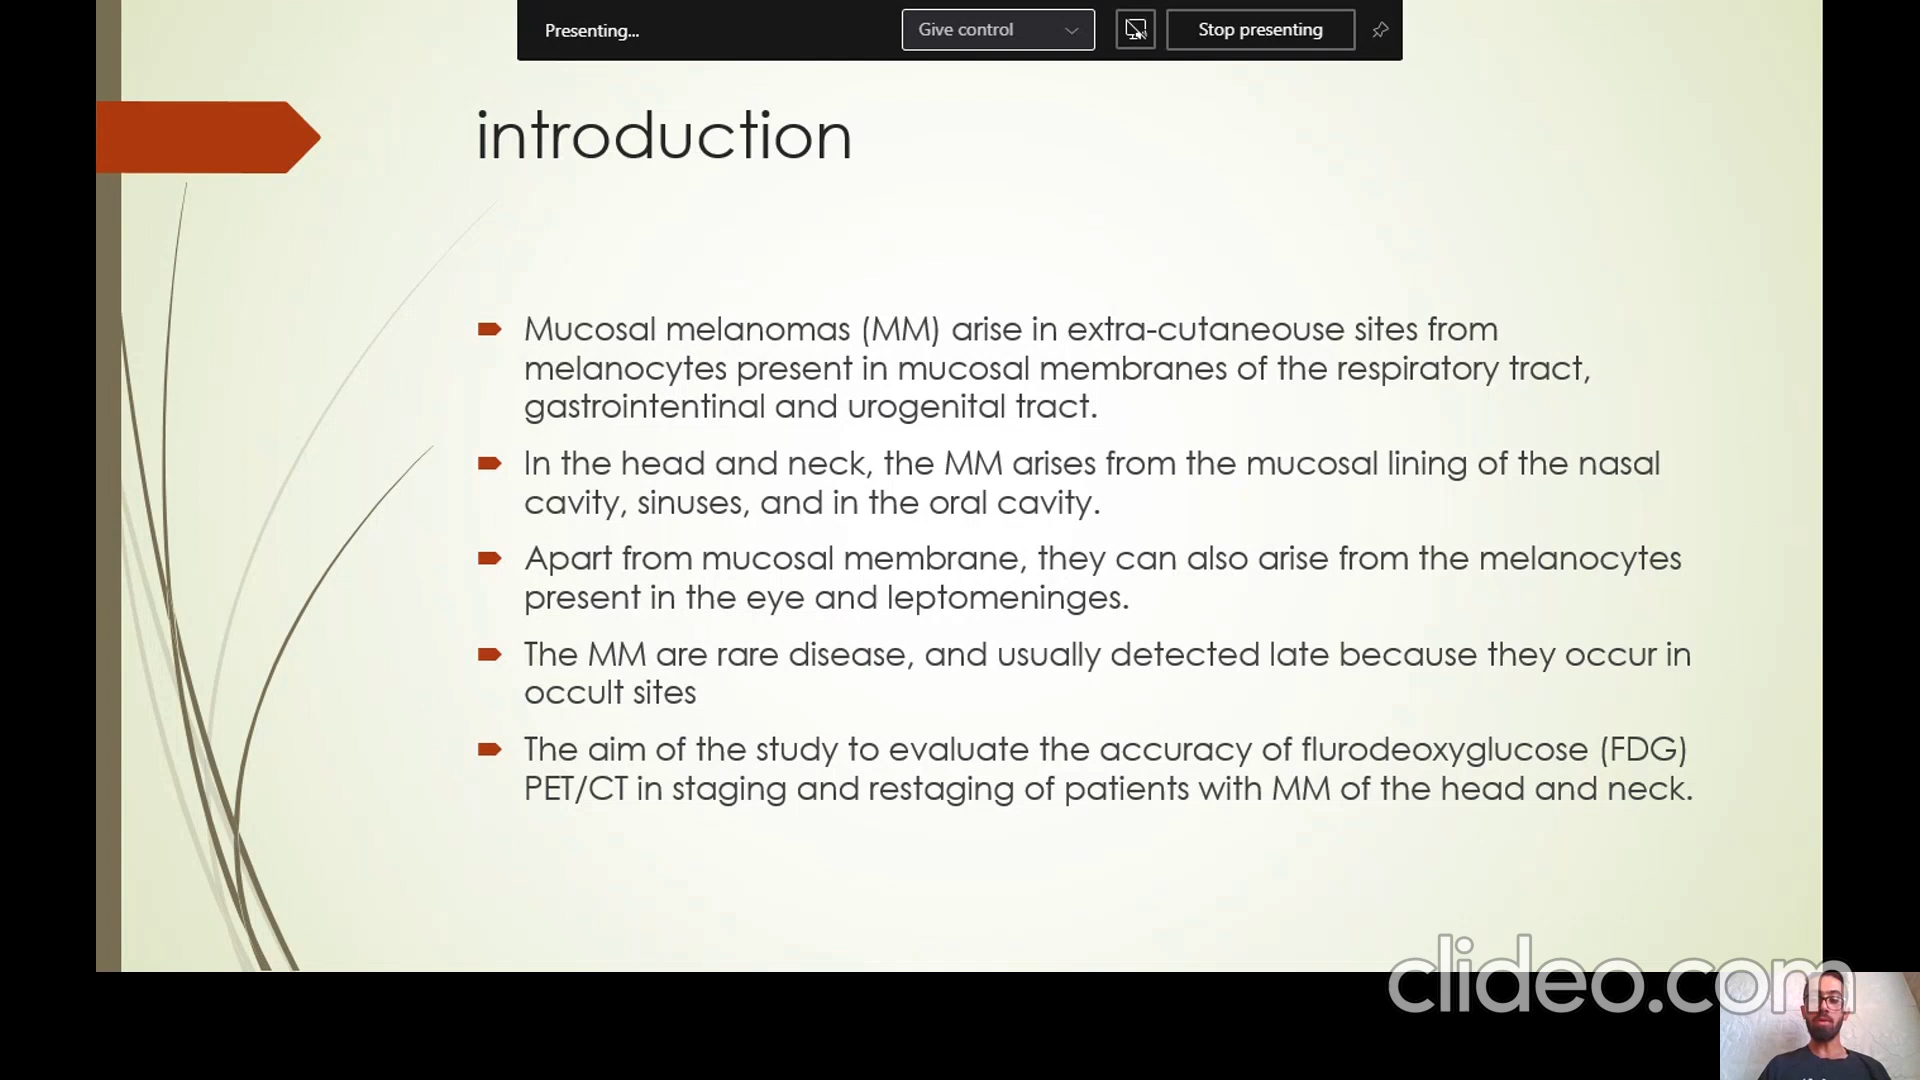 Presenting...
Give control
Stop presenting
introduction
Mucosal melanomas (MM) arise in extra-cutaneouse sites from
melanocytes present in mucosal membranes of the respiratory tract,
gastrointentinal and urogenital tract.
In the head and neck, the MM arises from the mucosal lining of the nasal
cavity, sinuses, and in the oral cavity.
Apart from mucosal membrane, they can also arise from the melanocytes
present in the eye and leptomeninges.
The MM are rare disease, and usually detected late because they occur in
occult sites
The aim of the study to evaluate the accuracy of flurodeoxyglucose (FDG)
PET/CT in staging and restaging of patients with MM of the head and neck.
clideo.com